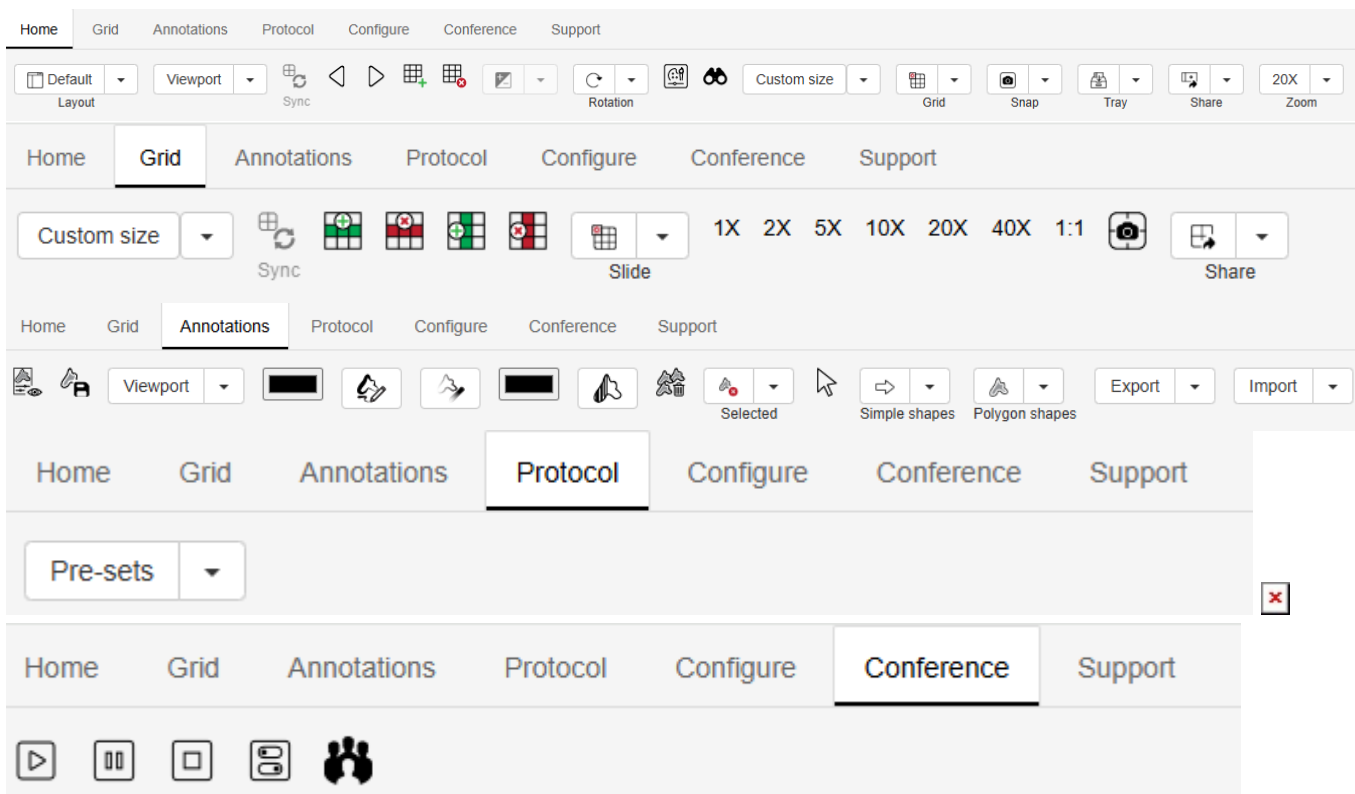 Home Grid Annotations Protocol Configure Conference Support
Default Viewport Custom size 20X
Layout Sync Rotation Grid Snap Tray Share Zoom
Home Grid Annotations Protocol Configure Conference Support
Custom size 1X 2X 5X 10X 20X 40X 1:1
Sync Slide Share
Home Grid Annotations Protocol Configure Conference Support
Viewport Export Import
Selected Simple shapes Polygon shapes
Home Grid Annotations Protocol Configure Conference Support
Pre-sets
Home Grid Annotations Protocol Configure Conference Support